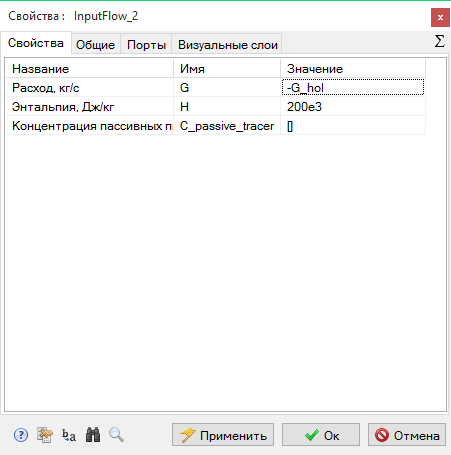 Свойства : InputFlow_2
x
Свойства Общие Порты Визуальные слои Σ
Название Имя Значение
Расход, кг/с G -G_hol
Энтальпия, Дж/кг H 200e3
Концентрация пассивных п C_passive_tracer []
? b a Применить Ок Отмена